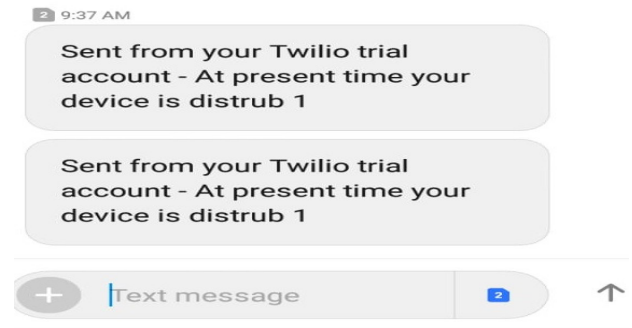 2 9:37 AM
Sent from your Twilio trial
account - At present time your
device is distrub 1
Sent from your Twilio trial
account - At present time your
device is distrub 1
Text message
2